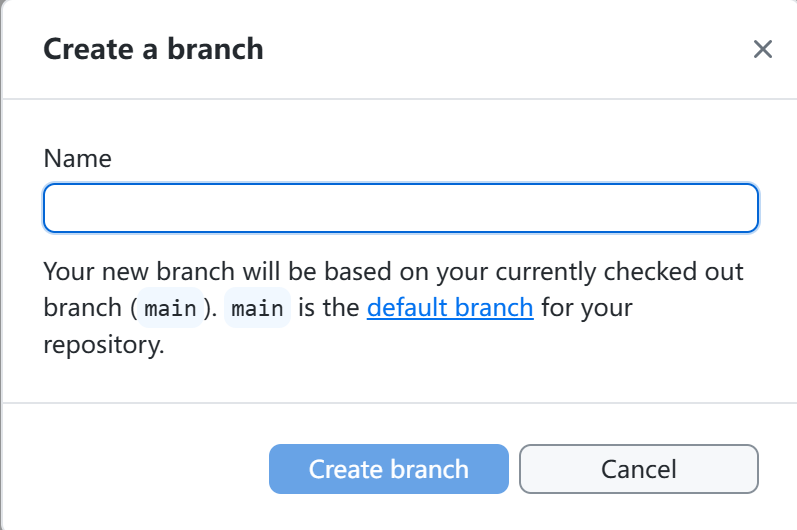 Create a branch
Name
Your new branch will be based on your currently checked out
branch (main). main is the default branch for your
repository.
Create branch
Cancel